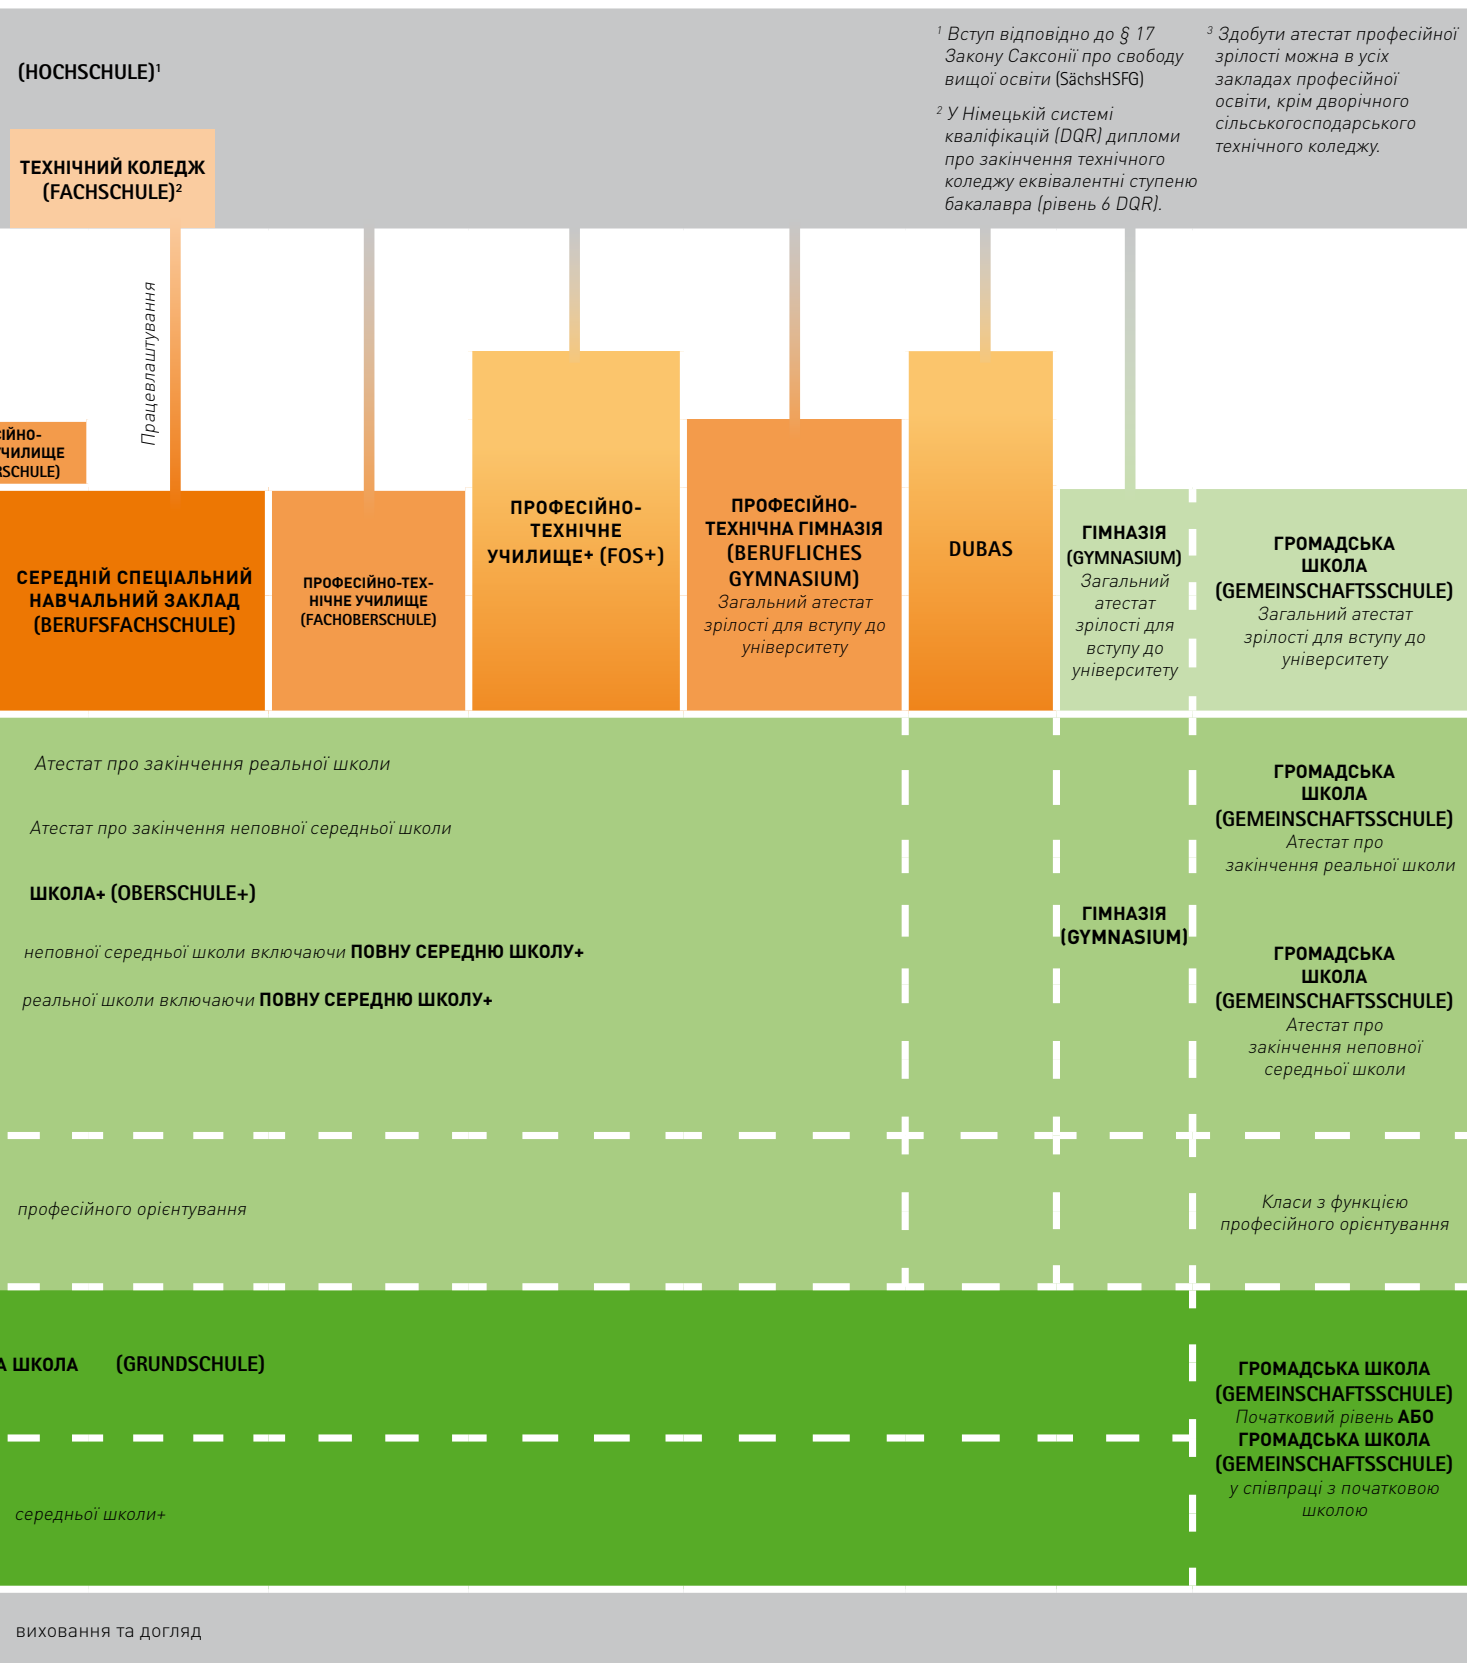 (HOCHSCHULE)¹
¹ Вступ відповідно до § 17
Закону Саксонії про свободу
вищої освіти (SächsHSFG)
² У Німецькій системі
кваліфікацій (DQR) дипломи
про закінчення технічного
коледжу еквівалентні ступеню
бакалавра (рівень 6 DQR).
³ Здобути атестат професійної
зрілості можна в усіх
закладах професійної
освіти, крім дворічного
сільськогосподарського
технічного коледжу.
ТЕХНІЧНИЙ КОЛЕДЖ
(FACHSCHULE)²
Працевлаштування
ІЙНО-
ЧИЛИЩЕ
RSCHULE)
СЕРЕДНІЙ СПЕЦІАЛЬНИЙ
НАВЧАЛЬНИЙ ЗАКЛАД
(BERUFSFACHSCHULE)
ПРОФЕСІЙНО-ТЕХ-
НІЧНЕ УЧИЛИЩЕ
(FACHOBERSCHULE)
ПРОФЕСІЙНО-
ТЕХНІЧНЕ
УЧИЛИЩЕ+ (FOS+)
ПРОФЕСІЙНО-
ТЕХНІЧНА ГІМНАЗІЯ
(BERUFLICHES
GYMNASIUM)
Загальний атестат
зрілості для вступу до
університету
DUBAS
ГІМНАЗІЯ
(GYMNASIUM)
Загальний
атестат
зрілості для
вступу до
університету
ГРОМАДСЬКА
ШКОЛА
(GEMEINSCHAFTSSCHULE)
Загальний атестат
зрілості для вступу до
університету
Атестат про закінчення реальної школи
Атестат про закінчення неповної середньої школи
ШКОЛА+ (OBERSCHULE+)
неповної середньої школи включаючи ПОВНУ СЕРЕДНЮ ШКОЛУ+
реальної школи включаючи ПОВНУ СЕРЕДНЮ ШКОЛУ+
ГІМНАЗІЯ
(GYMNASIUM)
ГРОМАДСЬКА
ШКОЛА
(GEMEINSCHAFTSSCHULE)
Атестат про
закінчення реальної школи
ГРОМАДСЬКА
ШКОЛА
(GEMEINSCHAFTSSCHULE)
Атестат про
закінчення неповної
середньої школи
професійного орієнтування
Класи з функцією
професійного орієнтування
А ШКОЛА (GRUNDSCHULE)
середньої школи+
ГРОМАДСЬКА ШКОЛА
(GEMEINSCHAFTSSCHULE)
Початковий рівень АБО
ГРОМАДСЬКА ШКОЛА
(GEMEINSCHAFTSSCHULE)
у співпраці з початковою
школою
виховання та догляд